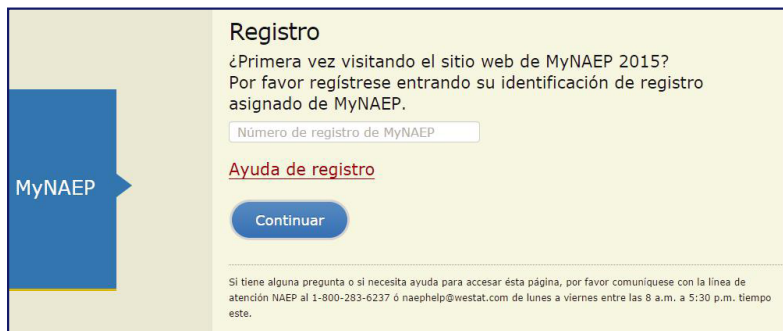 Registro
¿Primera vez visitando el sitio web de MyNAEP 2015?
Por favor regístrese entrando su identificación de registro
asignado de MyNAEP.
Número de registro de MyNAEP
Ayuda de registro
MyNAEP
Continuar
Si tiene alguna pregunta o si necesita ayuda para accesar ésta página, por favor comuníquese con la línea de
atención NAEP al 1-800-283-6237 ó naephelp@westat.com de lunes a viernes entre las 8 a.m. a 5:30 p.m. tiempo
este.